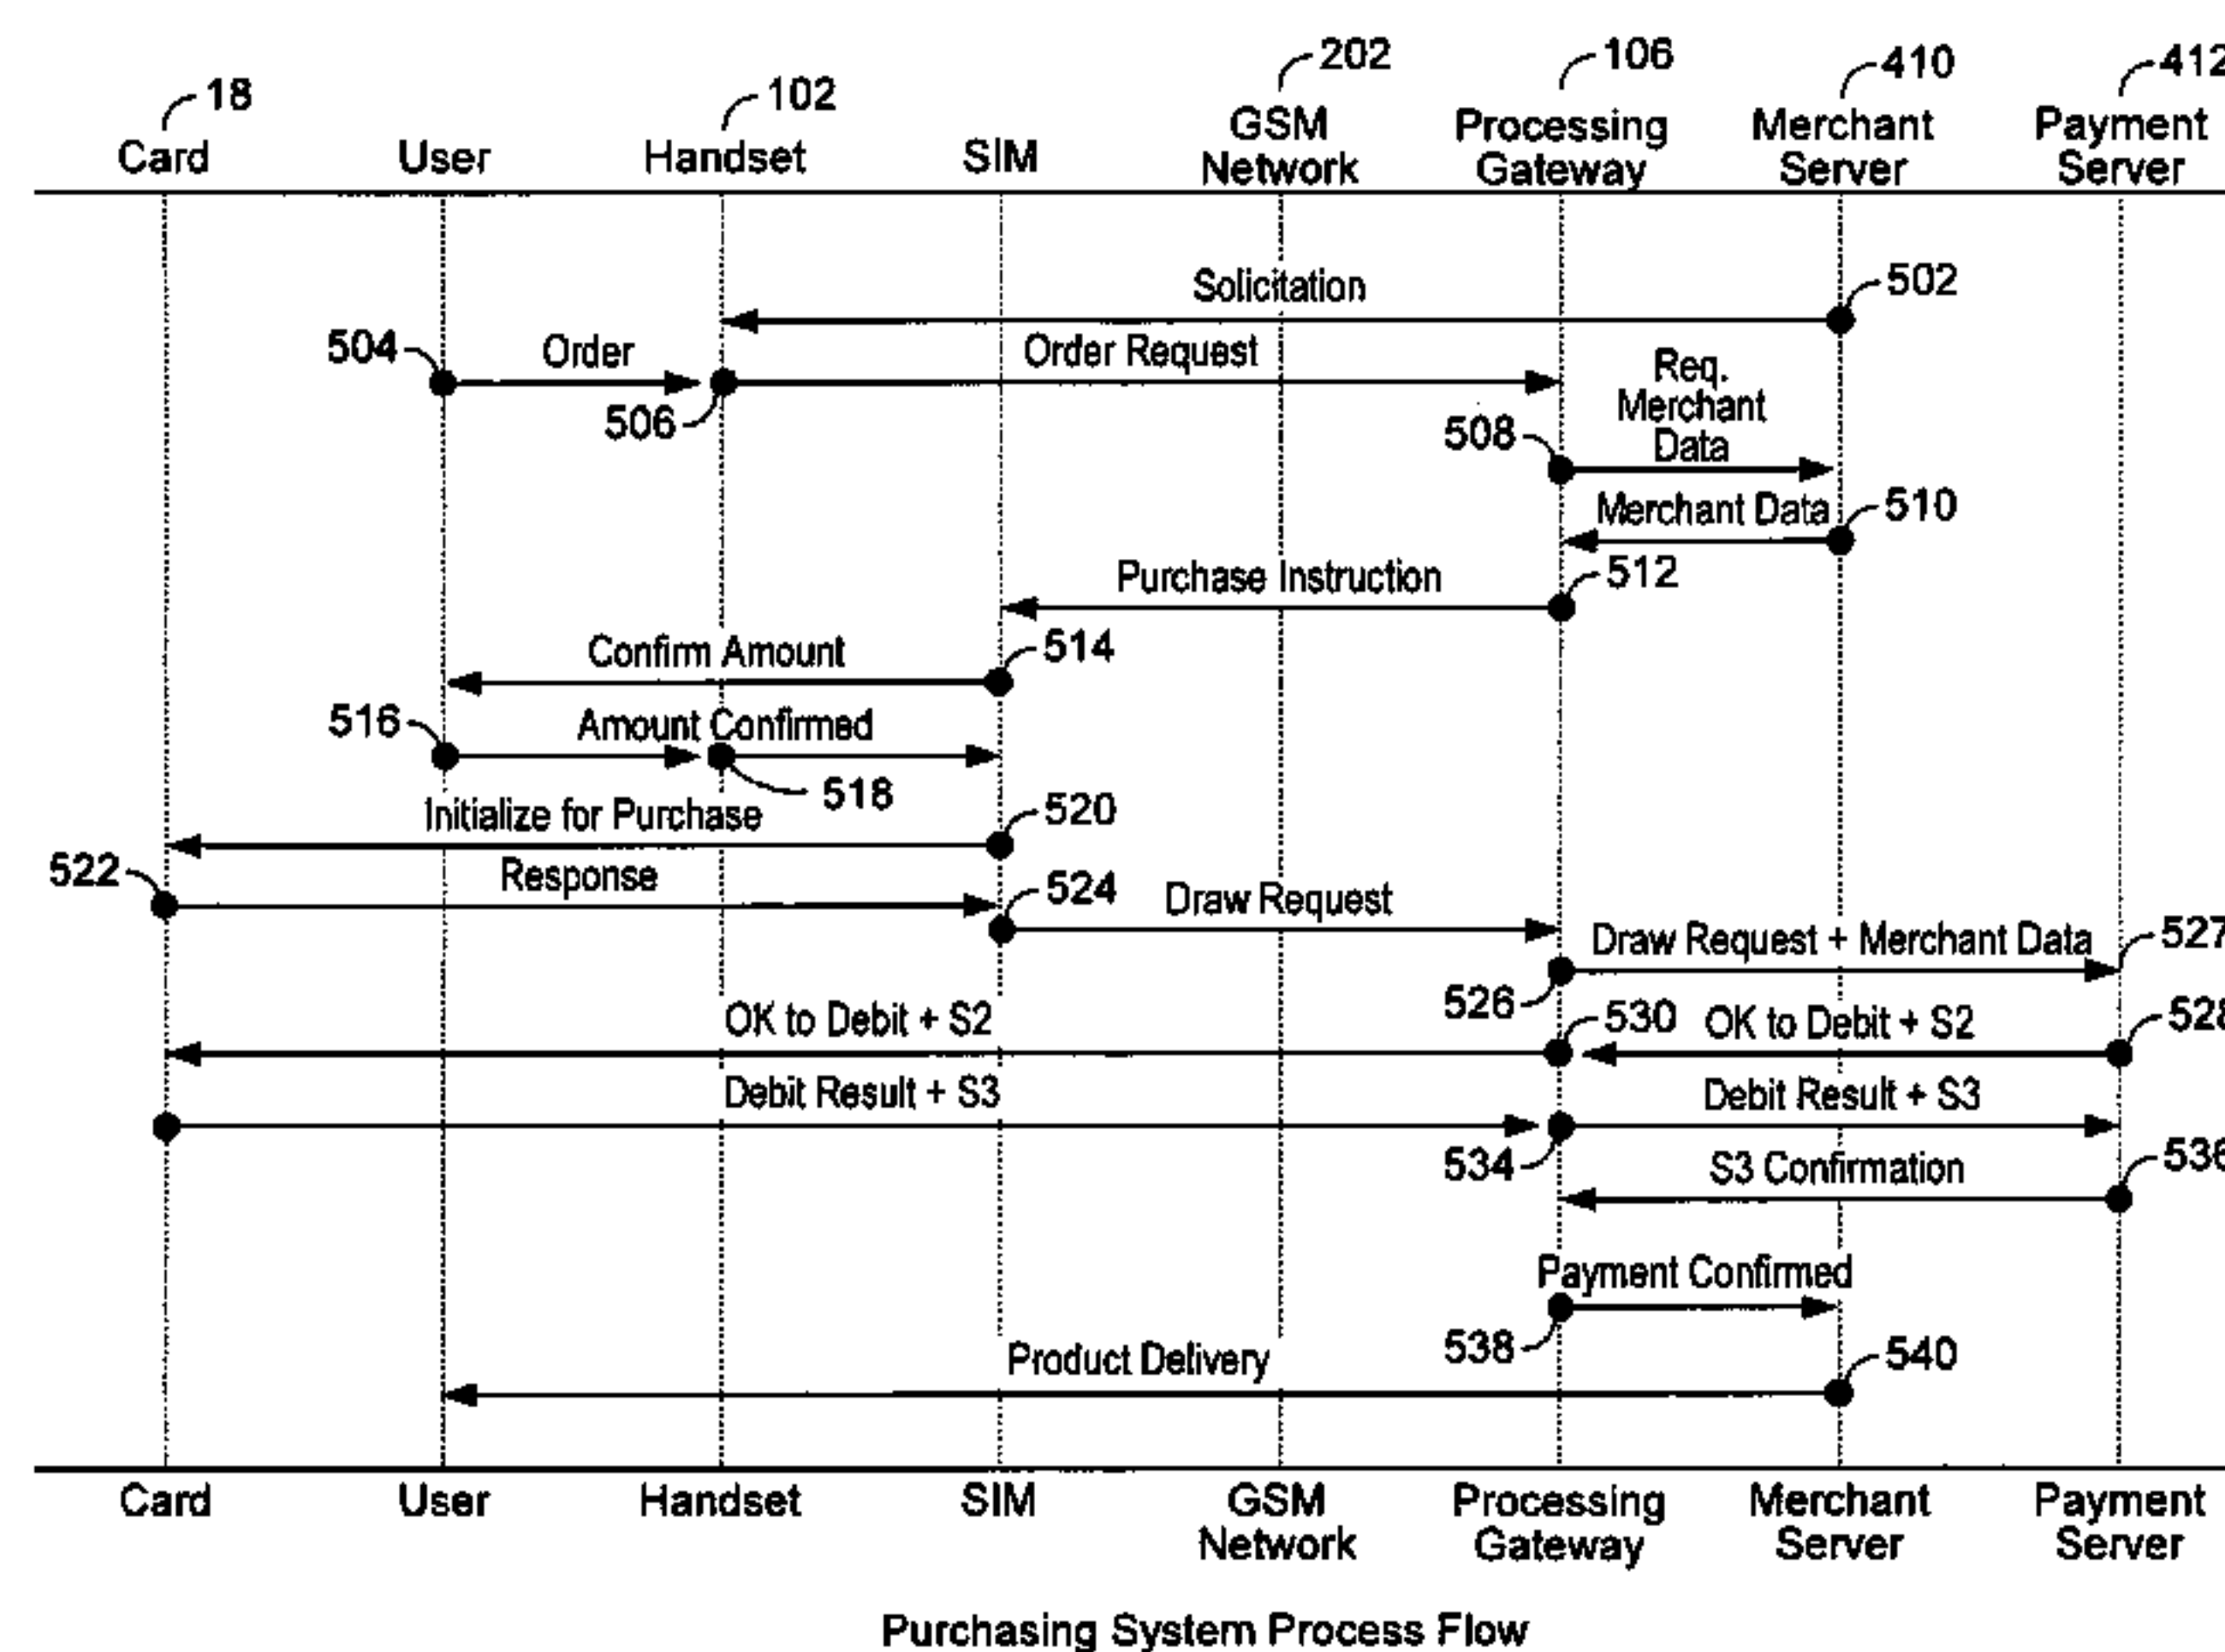 18
102
202
106
410
412
Card
User
Handset
SIM
GSM
Network
Processing
Gateway
Merchant
Server
Payment
Server
Solicitation
502
504
Order
506
Order Request
Req.
Merchant
Data
508
Merchant Data
510
Purchase Instruction
512
Confirm Amount
514
516
Amount Confirmed
518
Initialize for Purchase
520
522
Response
524
Draw Request
Draw Request + Merchant Data
527
526
OK to Debit + S2
530
OK to Debit + S2
528
Debit Result + S3
Debit Result + S3
534
S3 Confirmation
536
Payment Confirmed
538
Product Delivery
540
Card
User
Handset
SIM
GSM
Network
Processing
Gateway
Merchant
Server
Payment
Server
Purchasing System Process Flow